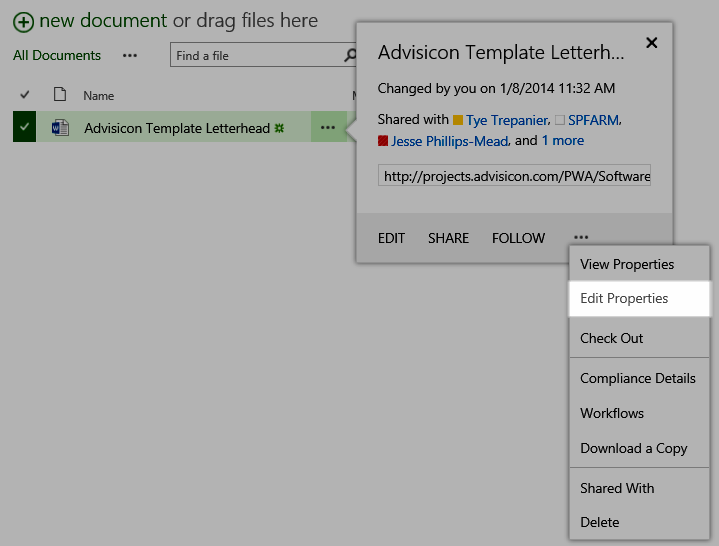 new document or drag files here
All Documents ••• Find a file
Name
Advisicon Template Letterhead •••
Advisicon Template Letterh...
Changed by you on 1/8/2014 11:32 AM
Shared with Tye Trepanier, SPFARM,
Jesse Phillips-Mead, and 1 more
http://projects.advisicon.com/PWA/Software
EDIT SHARE FOLLOW •••
View Properties
Edit Properties
Check Out
Compliance Details
Workflows
Download a Copy
Shared With
Delete